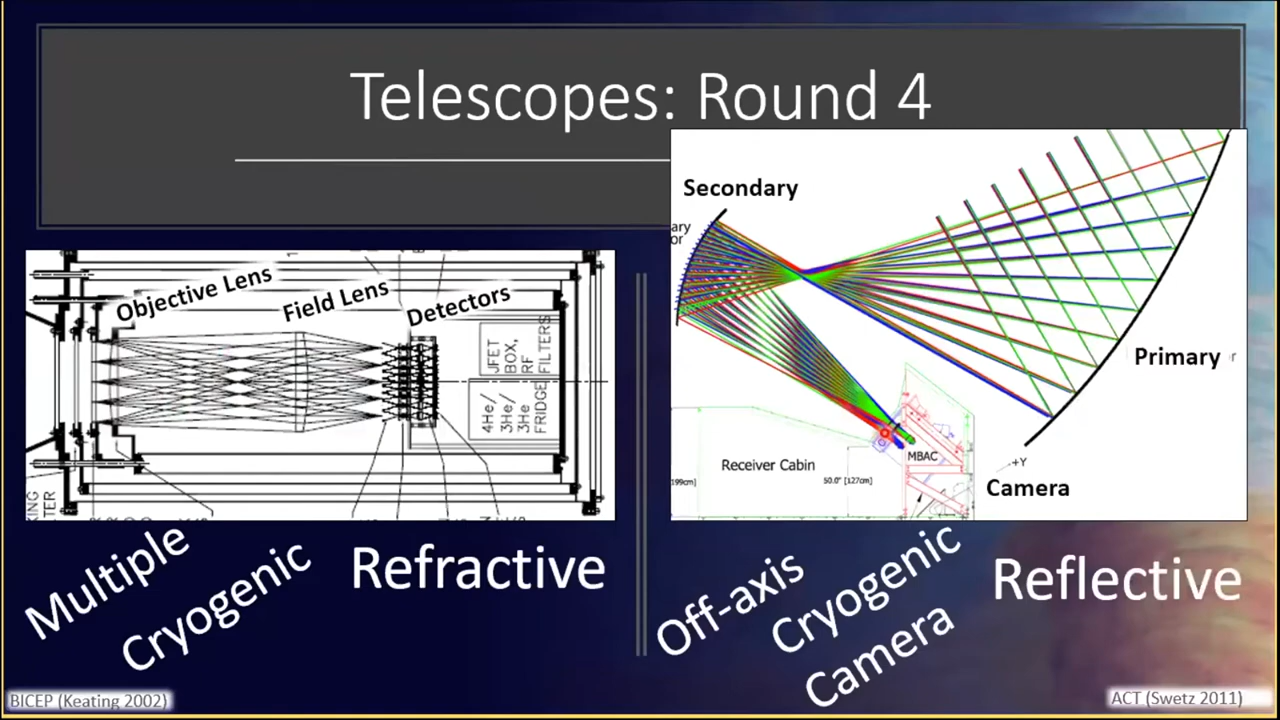 Telescopes: Round 4
Objective Lens
Field Lens
Detectors
JFET
BOX,
RF
FILTERS
4He/
3He/
3He
FRIDGE
Multiple
Cryogenic
Refractive
BICEP (Keating 2002)
Secondary
Primary
Receiver Cabin
199cm]
50.0" [127cm]
MBAC
+Y
Camera
Off-axis
Cryogenic
Camera
Reflective
ACT (Swetz 2011)